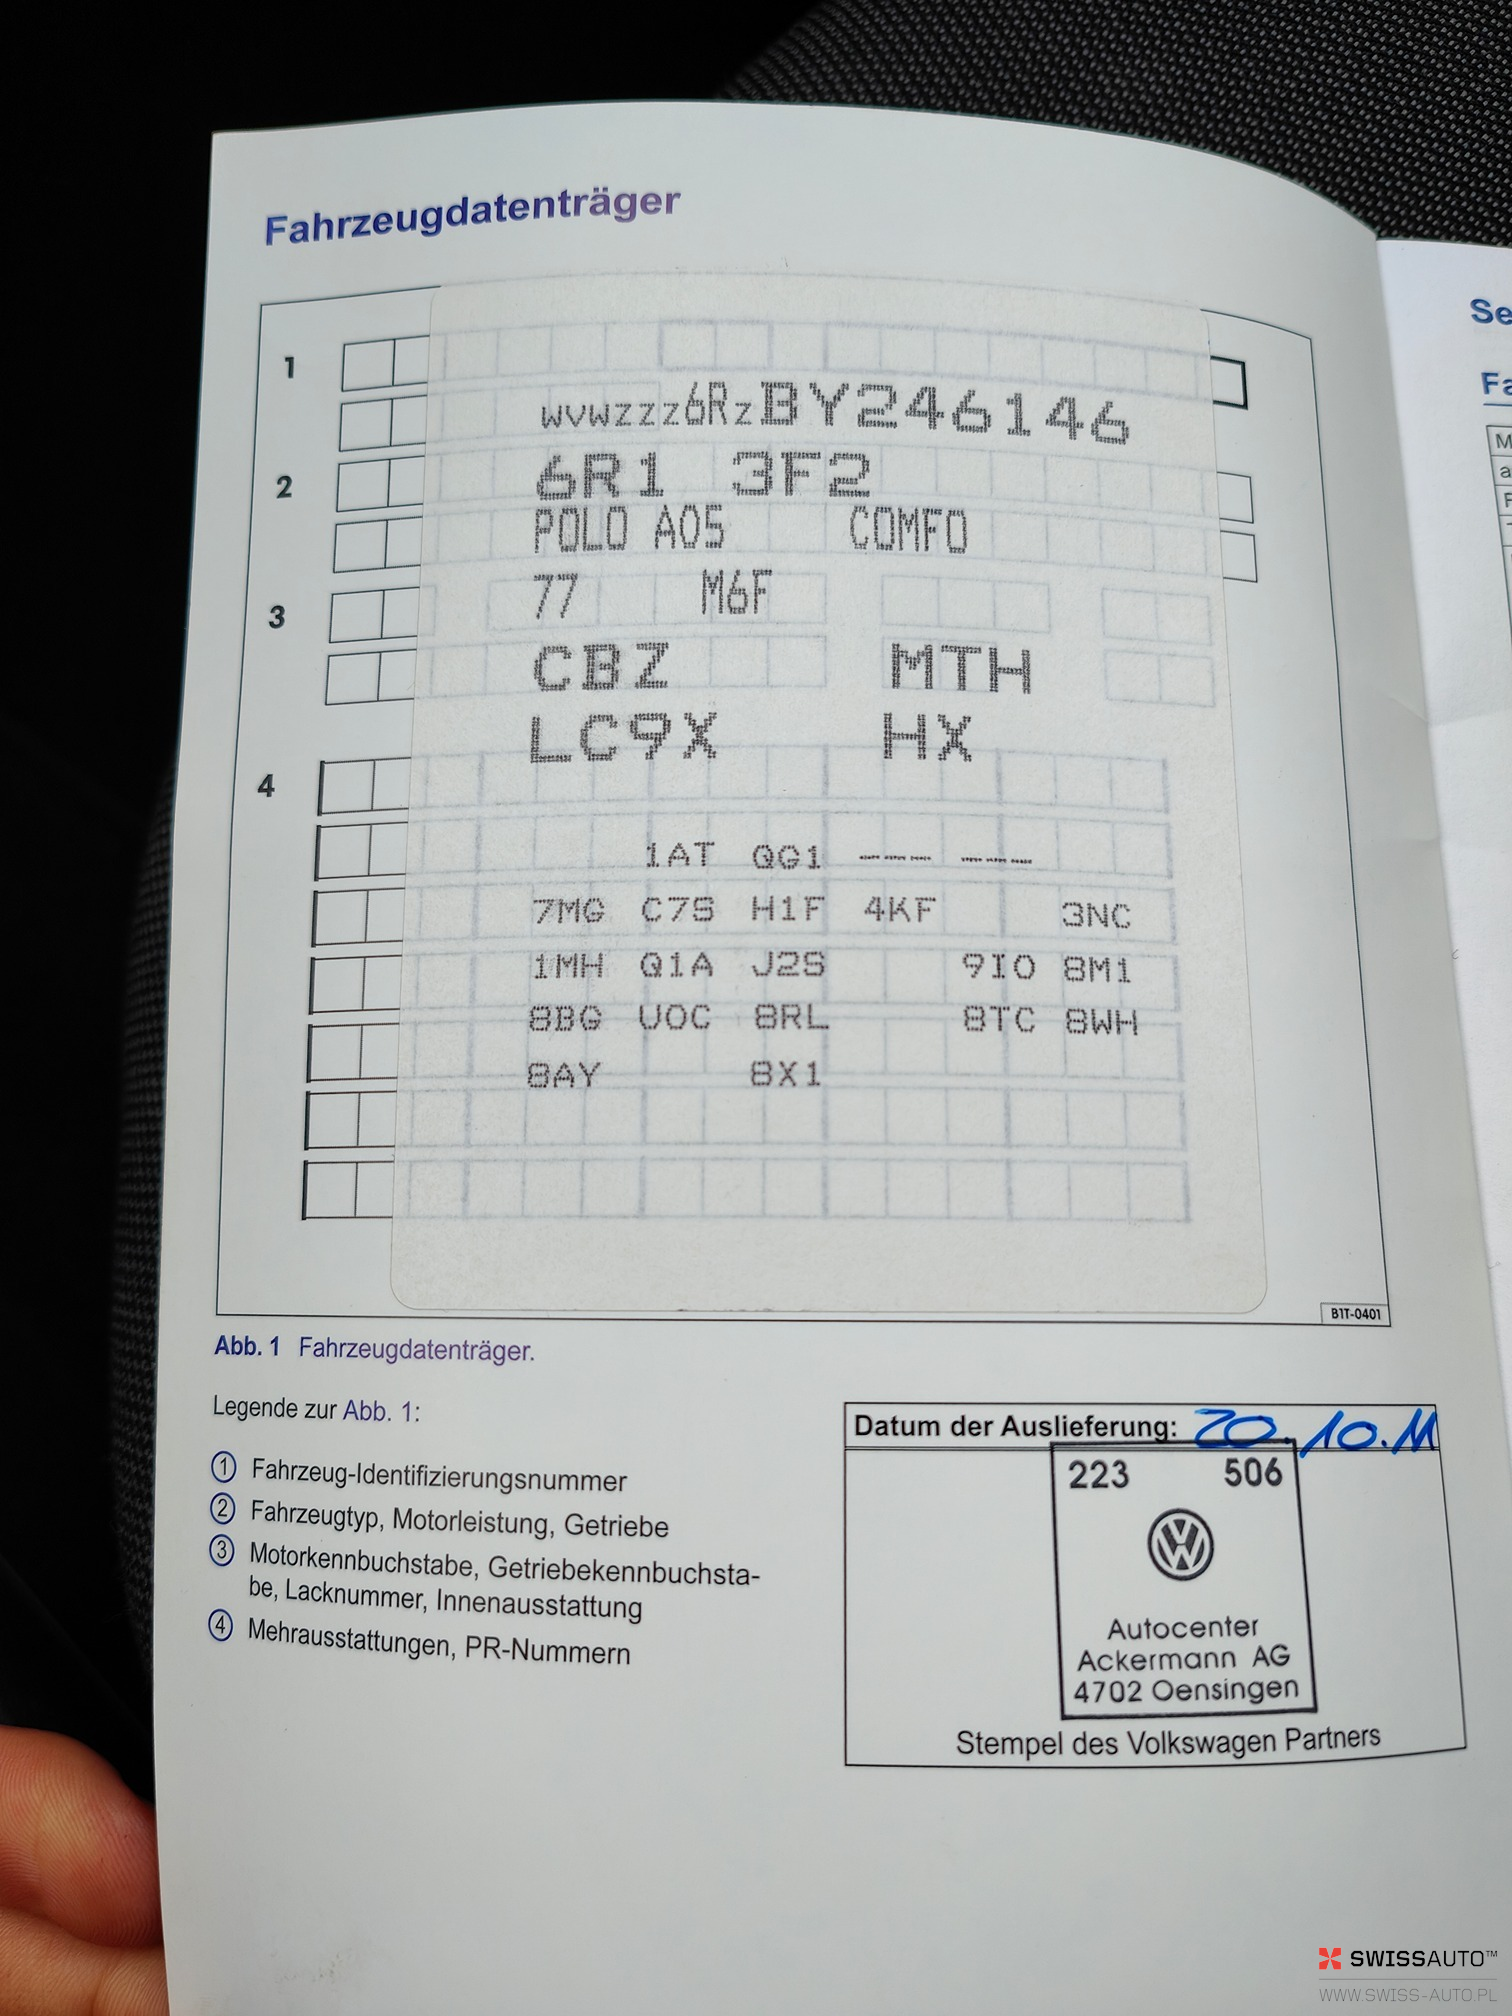 Fahrzeugdatenträger
1
wvwzzz6RzBY246146
2
6R1 3F2
POLO A05 COMFO
3
77 M6F
CBZ MTH
LC9X HX
4
1AT QG1 --- ---
7MG C7S H1F 4KF 3NC
1MH Q1A J2S 9I0 8M1
8BG U0C 8RL 8TC 8WH
8AY 8X1
B1T-0401
Abb. 1 Fahrzeugdatenträger.
Legende zur Abb. 1:
1 Fahrzeug-Identifizierungsnummer
2 Fahrzeugtyp, Motorleistung, Getriebe
3 Motorkennbuchstabe, Getriebekennbuchsta-
be, Lacknummer, Innenausstattung
4 Mehrausstattungen, PR-Nummern
Datum der Auslieferung: 20.10.11
223 506
Autocenter
Ackermann AG
4702 Oensingen
Stempel des Volkswagen Partners
Se
Fa
M
a
F
SWISSAUTO™
WWW.SWISS-AUTO.PL